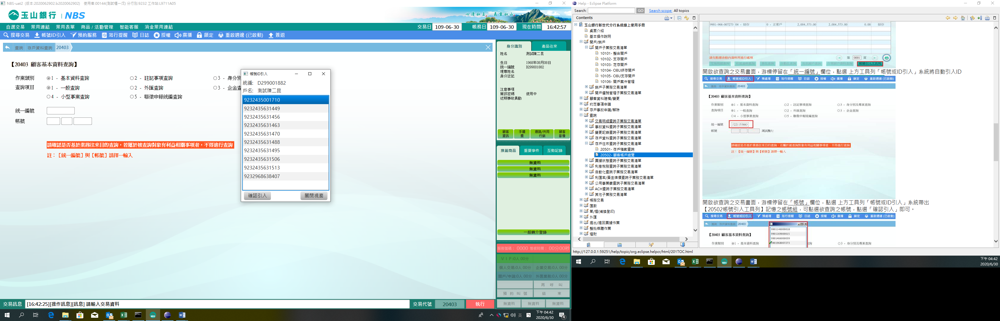 NBS-uat2 (版本:2020062902.b2020062902) 使用者:00144(測試櫃一戊) 分行別:9232 工作站:L9711A05
玉山銀行 | NBS
心清如玉，義重如山。
自選交易 常用連結 常用表單 商品 / 活動管理 智能客服 消金常用連結
交易日 109-06-30 帳務日 109-06-30 現在時間 16:42:57
搜尋交易 帳號ID引入 預約服務 蒞行提醒 日誌 授權 廣播 鎖定 重啟週邊 (已啟動) 簽退
查詢 存戶資料查詢 20403
【20403 顧客基本資料查詢】
作業類別 1 - 基本資料查詢 2 - 註記事項查詢 3 - 身分別
查詢項目 1 - 一般查詢 2 - 外匯查詢 3 - 企金查
4 - 小型事業查詢 5 - 聯徵申報統編查詢
統一編號
帳號
請確認是否基於業務往來目的查詢，若屬於被查詢對象有利益相關事項者，不得進行查詢
註：【統一編號】與【帳號】請擇一輸入
帳號ID引入
統編: D299001882
戶名: 測試陳二昆
9232435001710
9232435631449
9232435631456
9232435631463
9232435631470
9232435631488
9232435631495
9232435631506
9232435631513
9232968638407
確認引入 關閉視窗
身分識別 產品往來
姓名 測試陳二昆
生日 1968年08月08日
統一編號 D299001882
理專姓名
身分註記
注意事項
簡訊密碼 使用中
近期事故異動
顧客資訊 手續費 通路/共同行銷 顧客影像
推薦商品 重要事件 互動記錄
無資料
無資料
無資料
一般轉介登錄
服務號碼： 0000 等候時間： 00分00秒
ＶＩＰ:0人 00分
個人交易:0人 00分 企業交易:0人 00分
開戶/申請:0人 00分 外匯業務:0人 00分
再 呼 叫
預 約 叫 號 結 束
無資料 無資料 無資料
交易訊息 [16:42:25][操作訊息][訊息] 請輸入交易資料 交易代號 20403 執行
英 下午 04:42
2020/6/30
4
Help - Eclipse Platform
Search: GO Search scope: All topics
Contents
玉山銀行新世代分行系統線上使用手冊
桌面介紹
基本操作說明
開戶/銷戶
開戶子業務交易清單
10101- 整合開戶
10102- 支存開戶
10103- 定存開戶
10104- OBU綜存開戶
10105- OBU支存開戶
10106- 開戶案件管理
銷戶子業務交易清單
開戶選號管理子業務交易清單
顧客資料建檔/變更
約定事項申請
存戶事故申請/解除
查詢
交易明細查詢子業務交易清單
事故資料查詢子業務交易清單
變更記錄查詢子業務交易清單
存戶資料查詢子業務交易清單
存戶往來查詢子業務交易清單
20501- 存戶積數查詢
20502- 顧客帳戶總覽
票據狀態查詢子業務交易清單
利息稅務查詢子業務交易清單
自動化查詢子業務交易清單
利匯率/黃金牌價查詢子業務交易清單
公用事業費查詢子業務交易清單
ACH查詢子業務交易清單
其他子業務交易清單
帳務交易
匯款
單/摺(補換登印)
外匯
提出/提回票據作業
整批媒體作業
理財
9901-968-007273 04 - 綜存 0 - 正常戶 2,004,573.00 2,004,573.00 0.00 綜存
請先點選表格內資料再進行處理 第 0001 頁
帳號引入工具列
開啟欲查詢之交易畫面，游標停留在「統一編號」欄位，點選 上方工具列「帳號或ID引入」系統將自動引入ID
搜尋交易 帳號或ID引入 預處理 蒞行提醒 日誌 授權 廣播 鎖定 重啟週邊 (已啟動)
查詢 存戶資料查詢 20403
【20403 顧客基本資料查詢】
作業類別 1 - 基本資料查詢 2 - 註記事項查詢 3 - 身分別及專案查詢
查詢項目 1 - 一般查詢 2 - 外匯查詢 3 - 企金查詢
4 - 小型事業查詢 5 - 聯徵申報統編查詢
統一編號 J221153883
帳號 測試醜七
請確認是否基於業務往來目的查詢，若屬於被查詢對象有利益相關事項者，不得進行查詢
註：【統一編號】與【帳號】請擇一輸入
開啟欲查詢之交易畫面，游標停留在「帳號」欄位，點選 上方工具列「帳號或ID引入」系統帶出
【20502帳號引入工具列】記憶之帳號組，可點選欲查詢之帳號，點選「確認引入」即可。
搜尋交易 帳號或ID引入 預處理 蒞行提醒 日誌 授權 廣播 鎖定 重啟週邊 (已啟動)
查詢 存戶資料查詢 20403
【20403 顧客基本資料查詢】
9901146000018
9901169000015
9901466000039
9901968007273
作業類別 1 - 基本資料查詢 查詢 3 - 身分別及專案查詢
http://127.0.0.1:59251/help/topic/org.eclipse.helpcr/html/201TOC.html
下午 04:42
2020/6/30